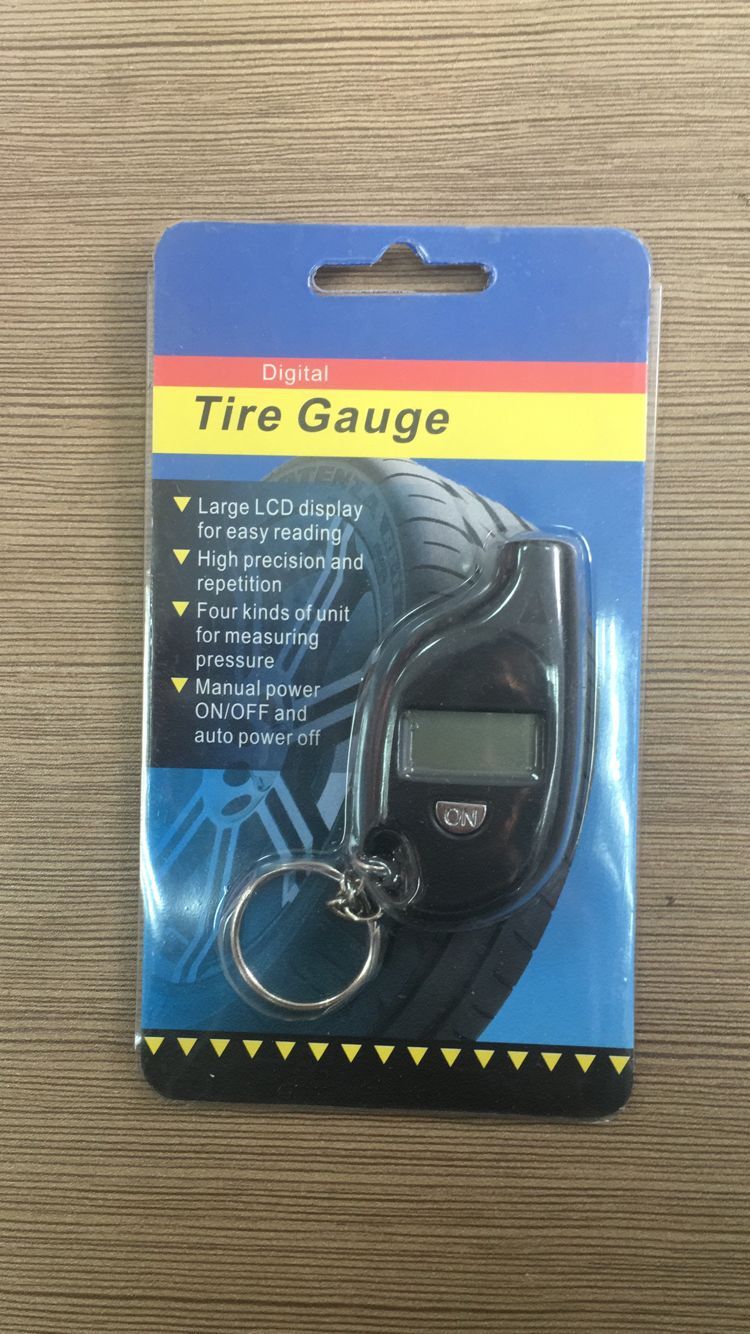 Digital
Tire Gauge
Large LCD display
for easy reading
High precision and
repetition
Four kinds of unit
for measuring
pressure
Manual power
ON/OFF and
auto power off
ON